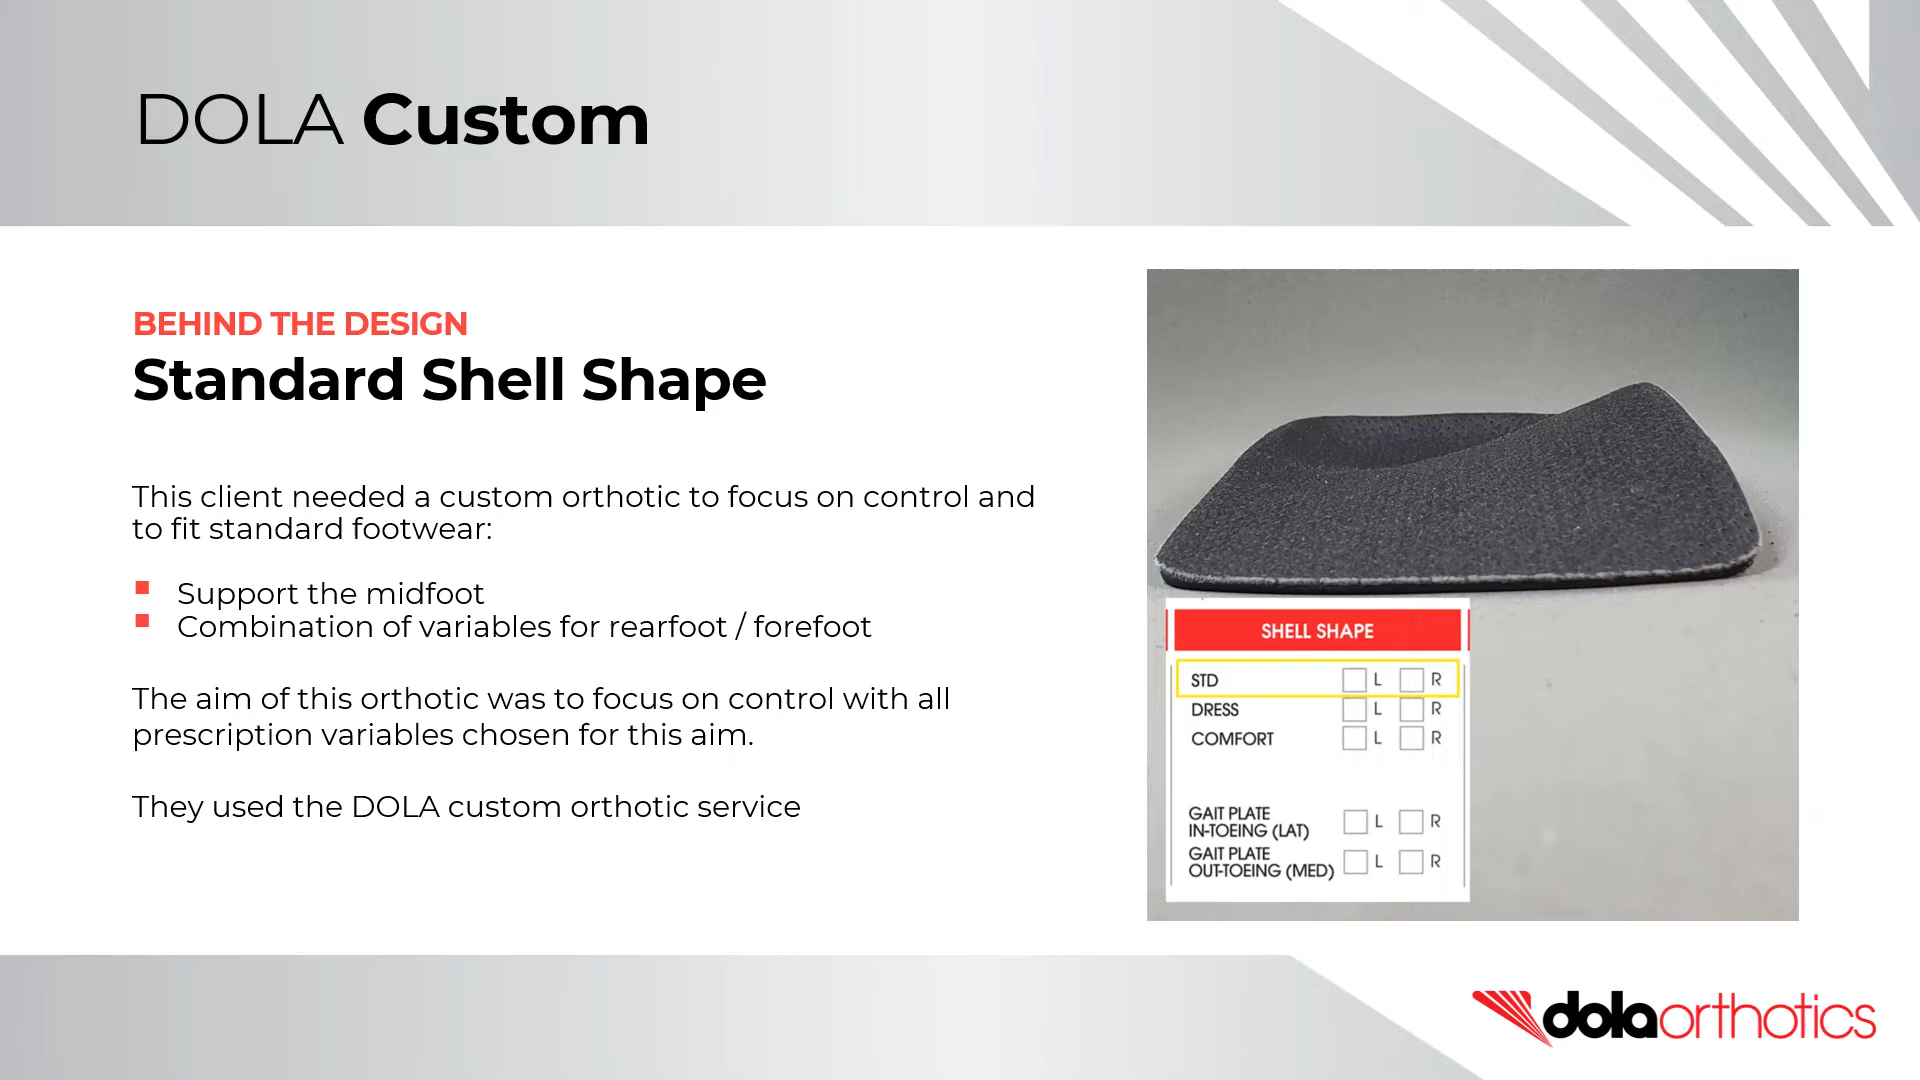 DOLA Custom
BEHIND THE DESIGN
Standard Shell Shape
This client needed a custom orthotic to focus on control and
to fit standard footwear:
Support the midfoot
Combination of variables for rearfoot / forefoot
The aim of this orthotic was to focus on control with all
prescription variables chosen for this aim.
They used the DOLA custom orthotic service
SHELL SHAPE
STD L R
DRESS L R
COMFORT L R
GAIT PLATE
IN-TOEING (LAT) L R
GAIT PLATE
OUT-TOEING (MED) L R
dolaorthotics